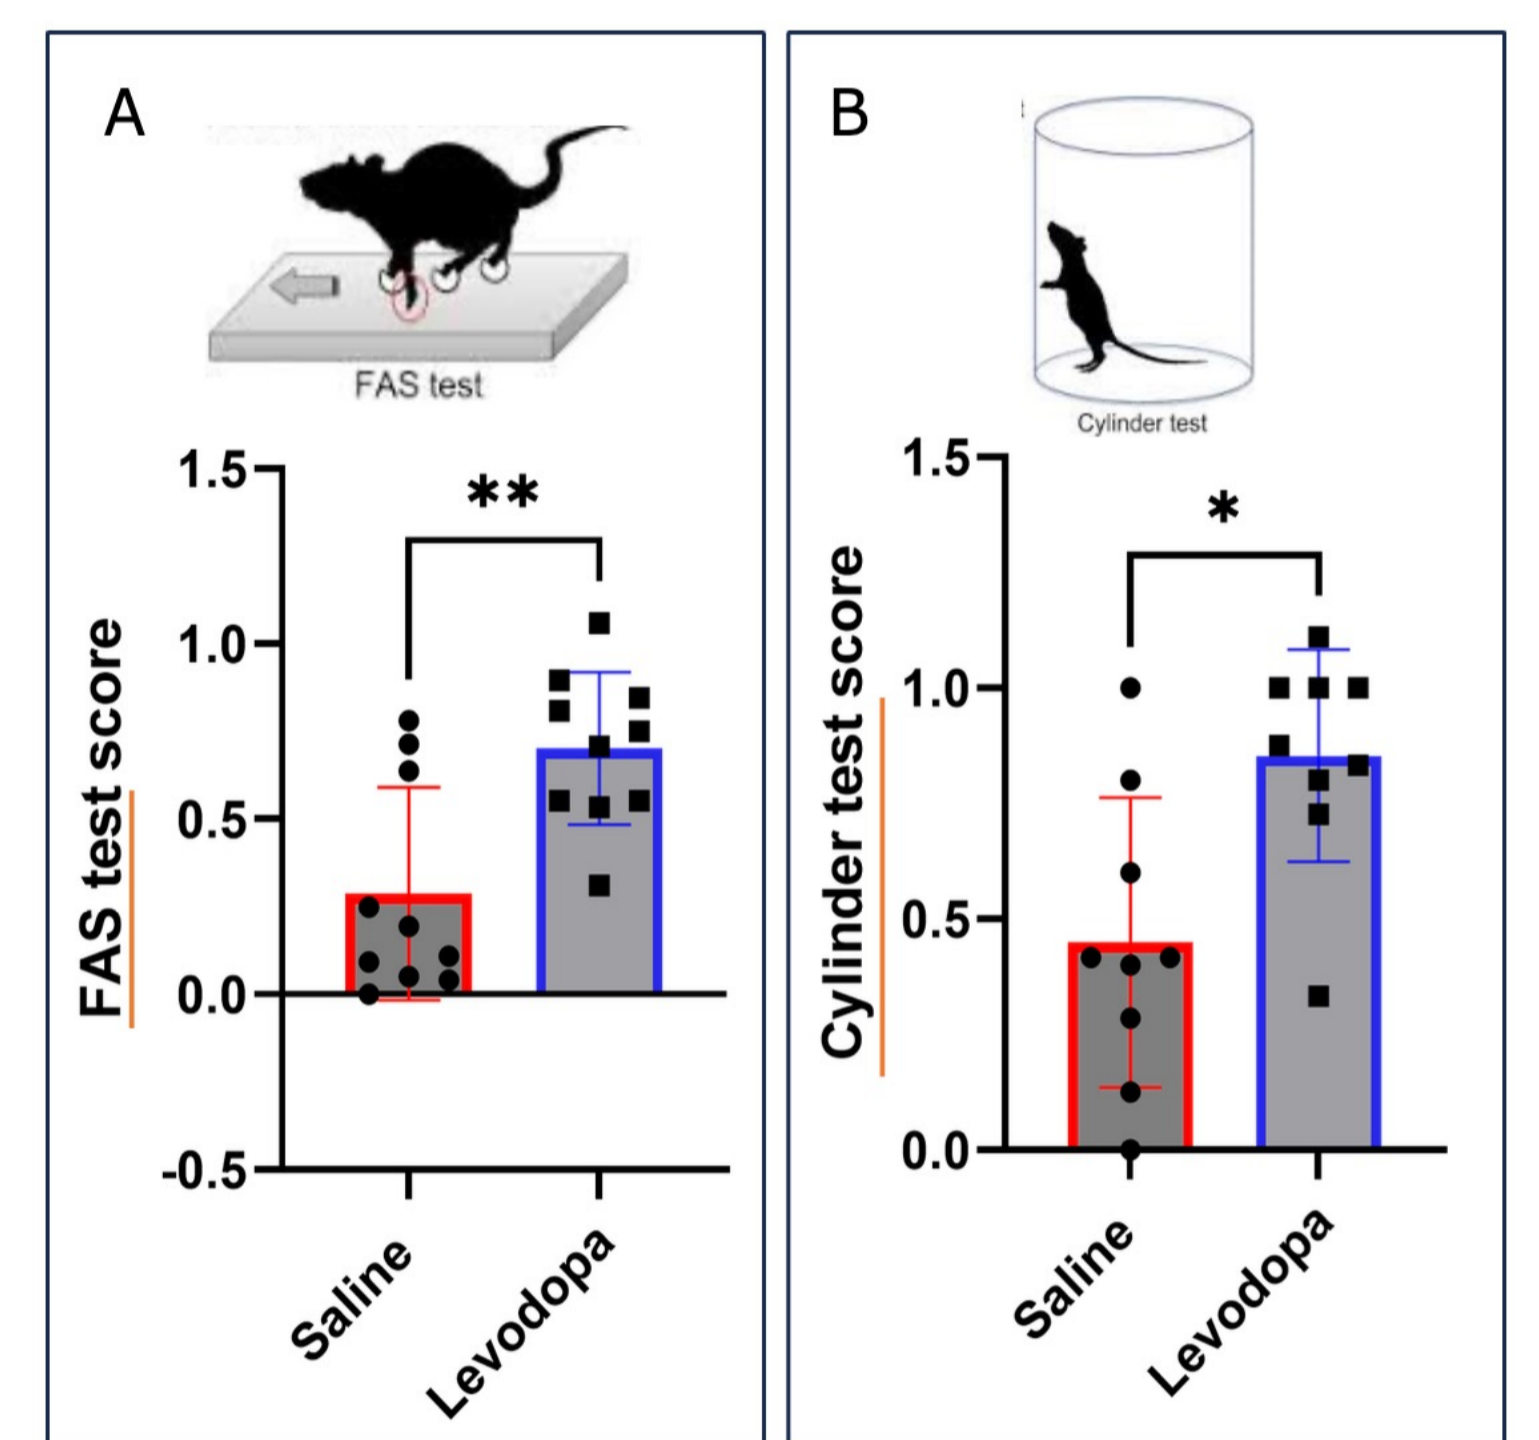 A
FAS test
1.5
1.0
0.5
0.0
-0.5
FAS test score
**
Saline
Levodopa
B
Cylinder test
1.5
1.0
0.5
0.0
Cylinder test score
*
Saline
Levodopa